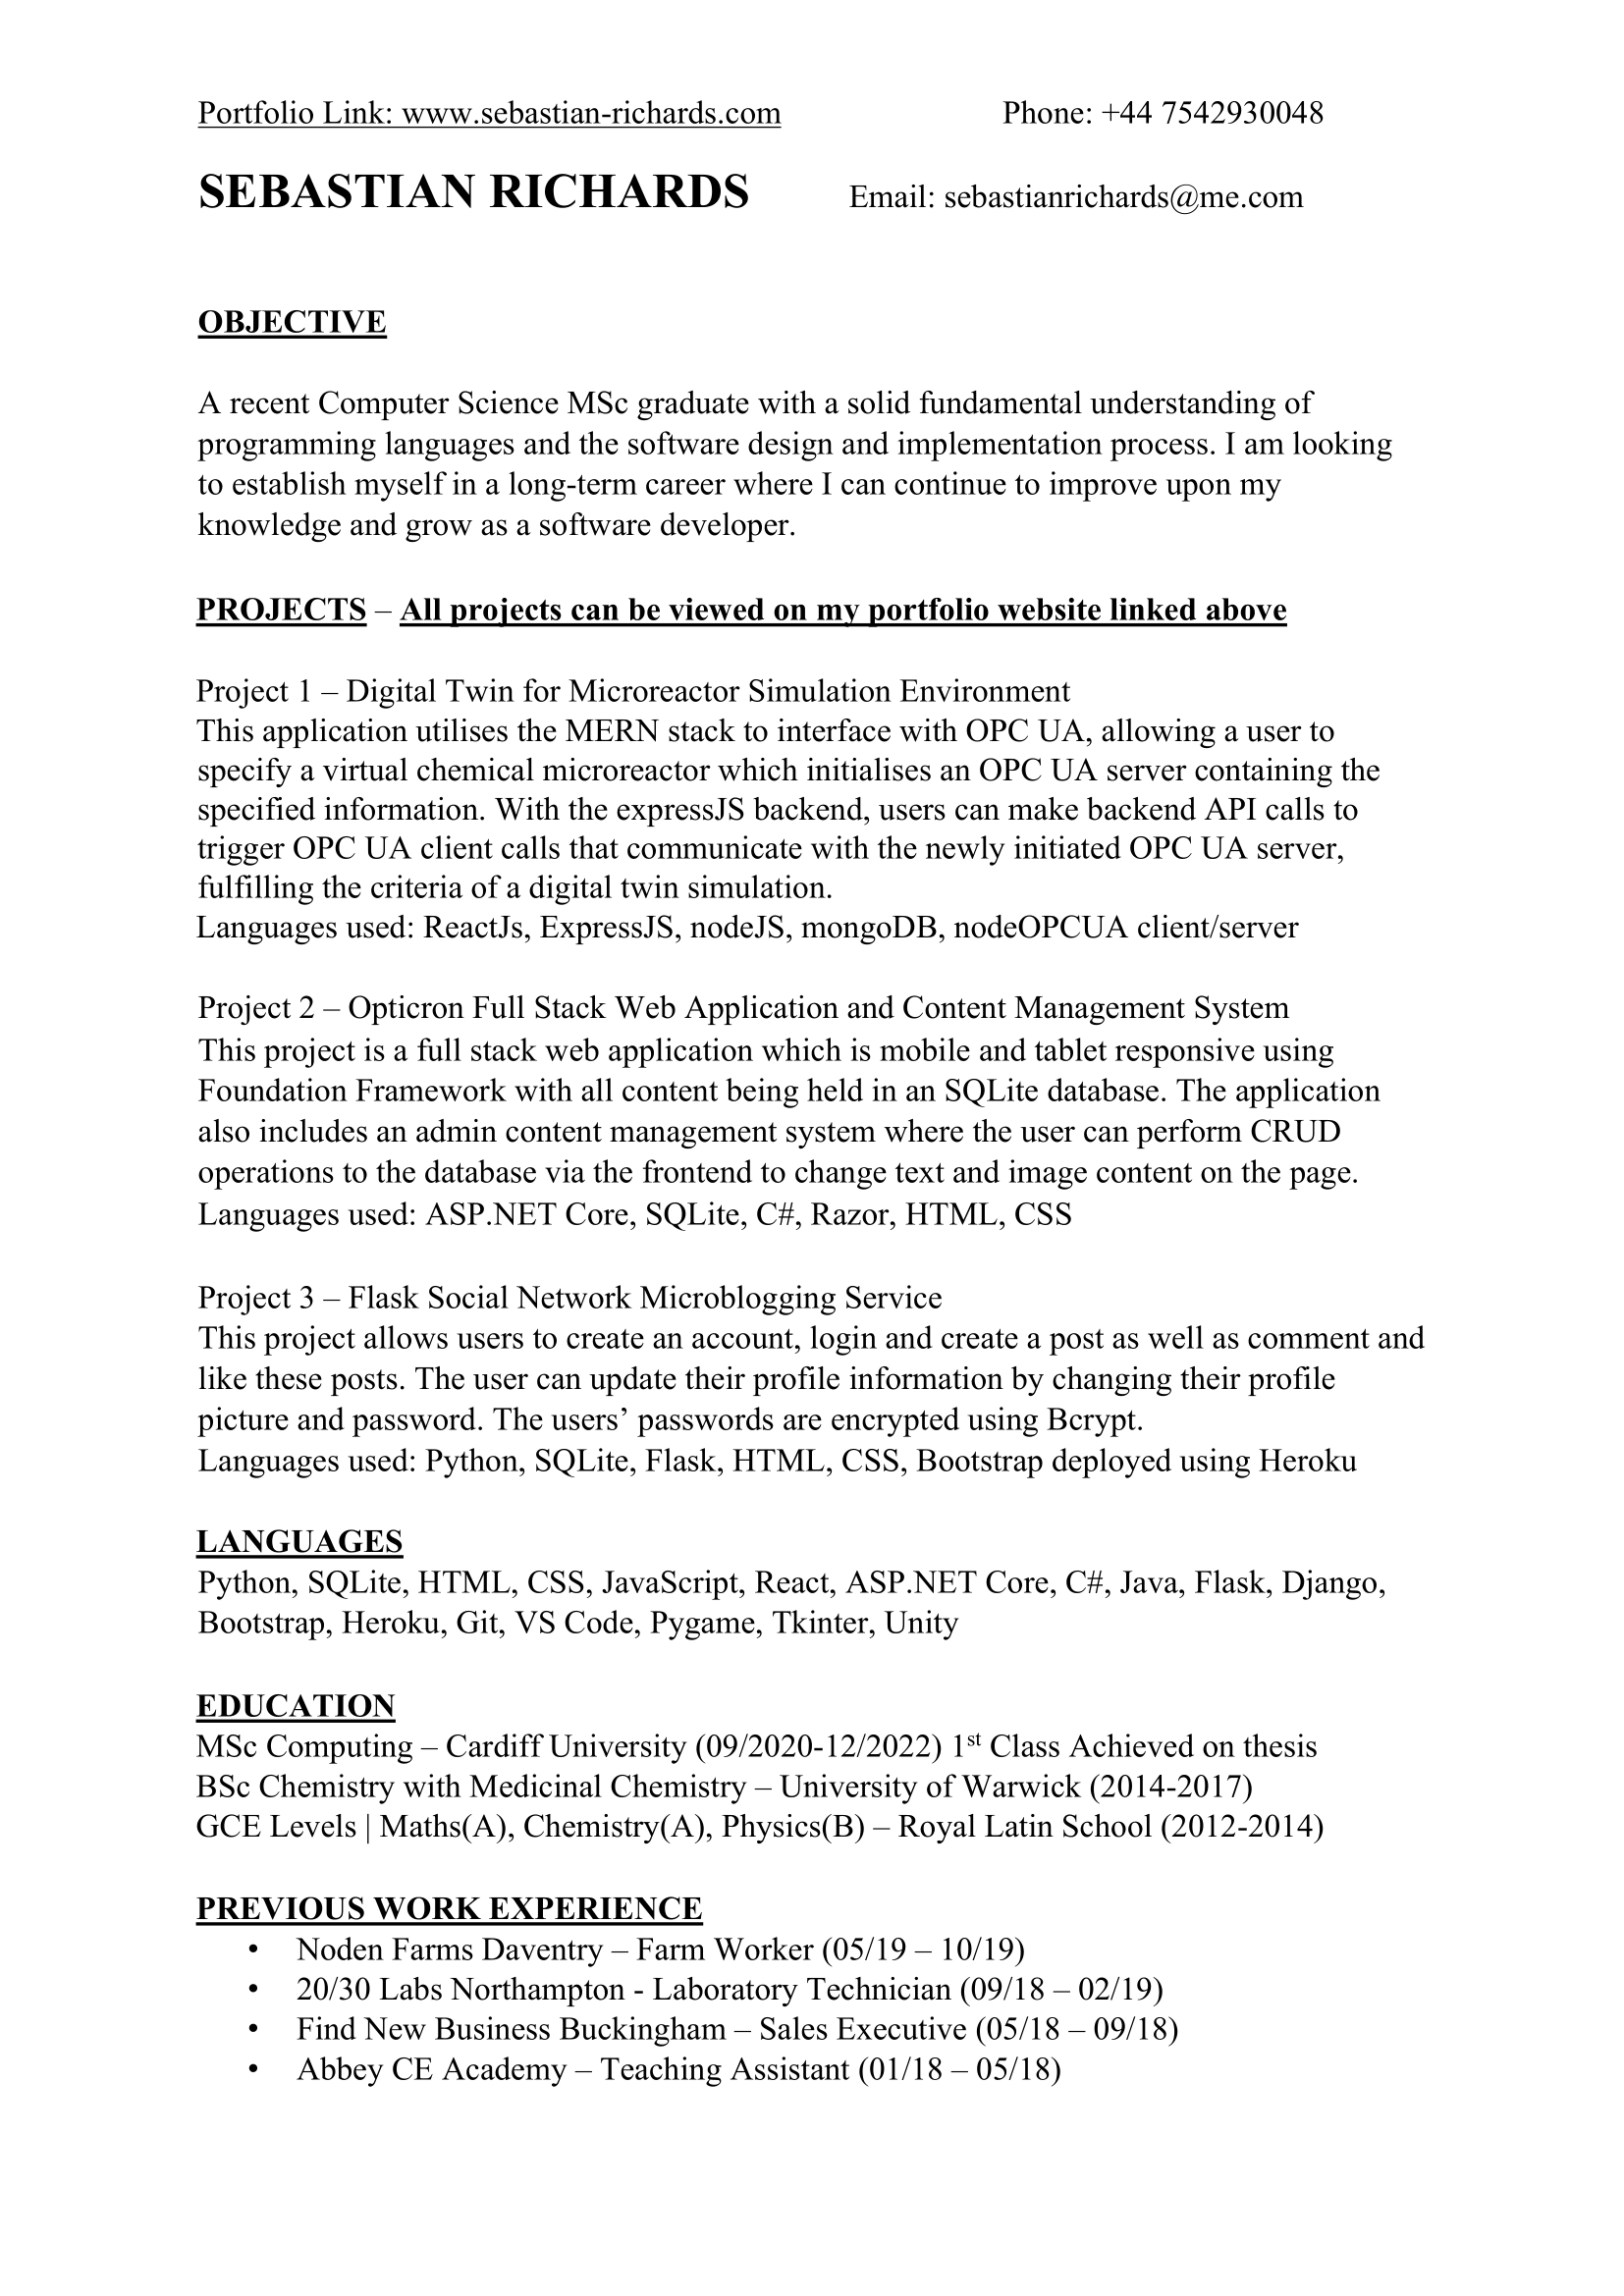 Portfolio Link: www.sebastian-richards.com Phone: +44 7542930048
SEBASTIAN RICHARDS Email: sebastianrichards@me.com
OBJECTIVE
A recent Computer Science MSc graduate with a solid fundamental understanding of
programming languages and the software design and implementation process. I am looking
to establish myself in a long-term career where I can continue to improve upon my
knowledge and grow as a software developer.
PROJECTS – All projects can be viewed on my portfolio website linked above
Project 1 – Digital Twin for Microreactor Simulation Environment
This application utilises the MERN stack to interface with OPC UA, allowing a user to
specify a virtual chemical microreactor which initialises an OPC UA server containing the
specified information. With the expressJS backend, users can make backend API calls to
trigger OPC UA client calls that communicate with the newly initiated OPC UA server,
fulfilling the criteria of a digital twin simulation.
Languages used: ReactJs, ExpressJS, nodeJS, mongoDB, nodeOPCUA client/server
Project 2 – Opticron Full Stack Web Application and Content Management System
This project is a full stack web application which is mobile and tablet responsive using
Foundation Framework with all content being held in an SQLite database. The application
also includes an admin content management system where the user can perform CRUD
operations to the database via the frontend to change text and image content on the page.
Languages used: ASP.NET Core, SQLite, C#, Razor, HTML, CSS
Project 3 – Flask Social Network Microblogging Service
This project allows users to create an account, login and create a post as well as comment and
like these posts. The user can update their profile information by changing their profile
picture and password. The users’ passwords are encrypted using Bcrypt.
Languages used: Python, SQLite, Flask, HTML, CSS, Bootstrap deployed using Heroku
LANGUAGES
Python, SQLite, HTML, CSS, JavaScript, React, ASP.NET Core, C#, Java, Flask, Django,
Bootstrap, Heroku, Git, VS Code, Pygame, Tkinter, Unity
EDUCATION
MSc Computing – Cardiff University (09/2020-12/2022) 1st Class Achieved on thesis
BSc Chemistry with Medicinal Chemistry – University of Warwick (2014-2017)
GCE Levels | Maths(A), Chemistry(A), Physics(B) – Royal Latin School (2012-2014)
PREVIOUS WORK EXPERIENCE
• Noden Farms Daventry – Farm Worker (05/19 – 10/19)
• 20/30 Labs Northampton - Laboratory Technician (09/18 – 02/19)
• Find New Business Buckingham – Sales Executive (05/18 – 09/18)
• Abbey CE Academy – Teaching Assistant (01/18 – 05/18)